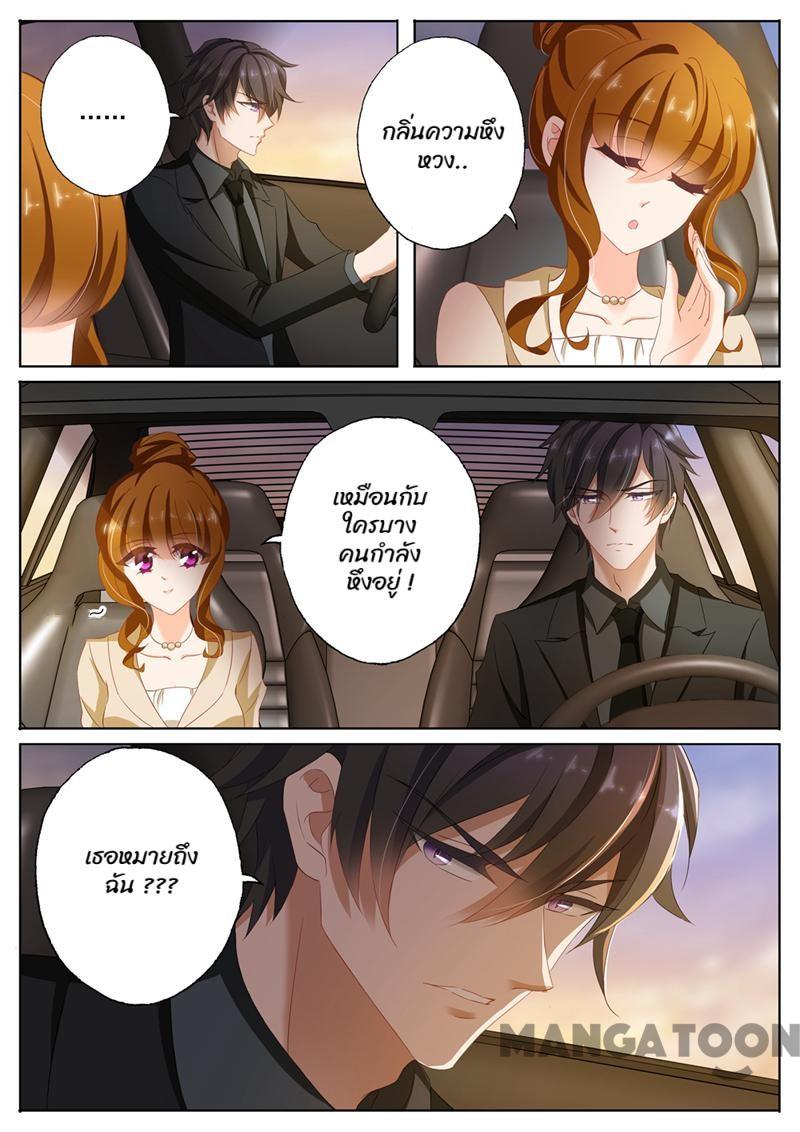 ......
กลิ่นความหึง
หวง..
เหมือนกับ
ใครบาง
คนกำลัง
หึงอยู่ !
เธอหมายถึง
ฉัน ???
MANGATOON